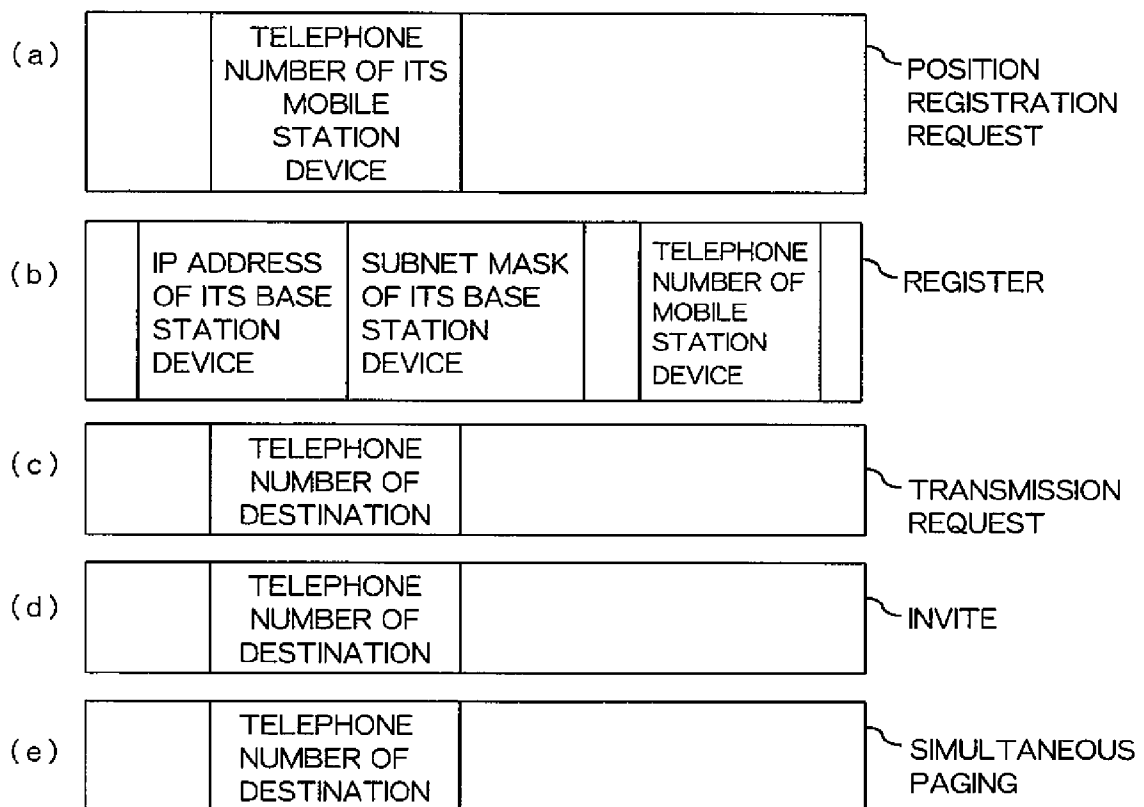 (a)
TELEPHONE
NUMBER OF ITS
MOBILE
STATION
DEVICE
POSITION
REGISTRATION
REQUEST
(b)
IP ADDRESS
OF ITS BASE
STATION
DEVICE
SUBNET MASK
OF ITS BASE
STATION
DEVICE
TELEPHONE
NUMBER OF
MOBILE
STATION
DEVICE
REGISTER
(c)
TELEPHONE
NUMBER OF
DESTINATION
TRANSMISSION
REQUEST
(d)
TELEPHONE
NUMBER OF
DESTINATION
INVITE
(e)
TELEPHONE
NUMBER OF
DESTINATION
SIMULTANEOUS
PAGING